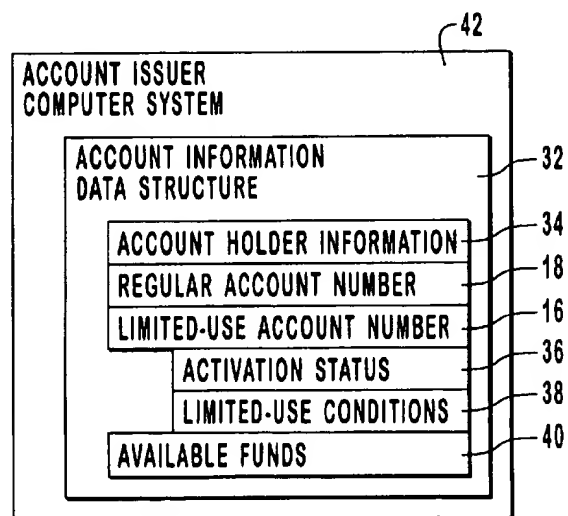 42
ACCOUNT ISSUER
COMPUTER SYSTEM
ACCOUNT INFORMATION
DATA STRUCTURE
32
ACCOUNT HOLDER INFORMATION
34
REGULAR ACCOUNT NUMBER
18
LIMITED-USE ACCOUNT NUMBER
16
ACTIVATION STATUS
36
LIMITED-USE CONDITIONS
38
AVAILABLE FUNDS
40